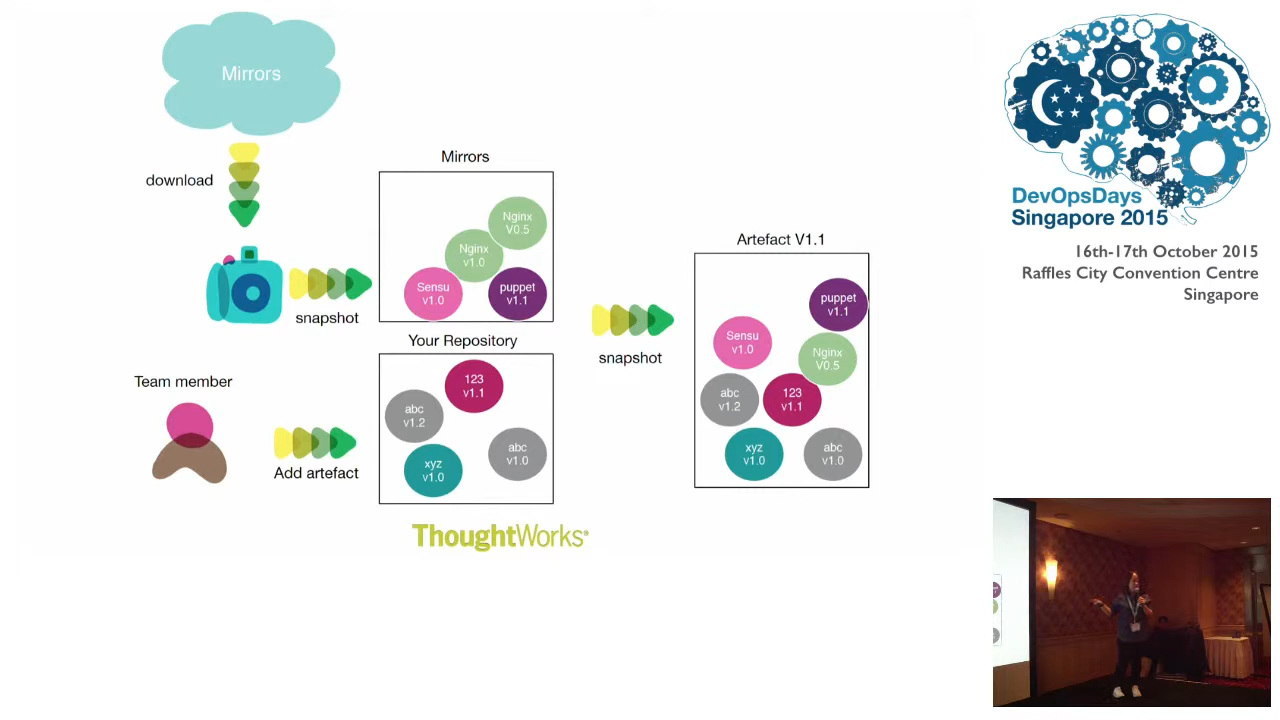 Mirrors
download
snapshot
Team member
Add artefact
Mirrors
Nginx
V0.5
Nginx
v1.0
Sensu
v1.0
puppet
v1.1
Your Repository
123
v1.1
abc
v1.2
abc
v1.0
xyz
v1.0
snapshot
Artefact V1.1
puppet
v1.1
Sensu
v1.0
Nginx
V0.5
abc
v1.2
123
v1.1
xyz
v1.0
abc
v1.0
ThoughtWorks®
DevOpsDays
Singapore 2015
16th-17th October 2015
Raffles City Convention Centre
Singapore